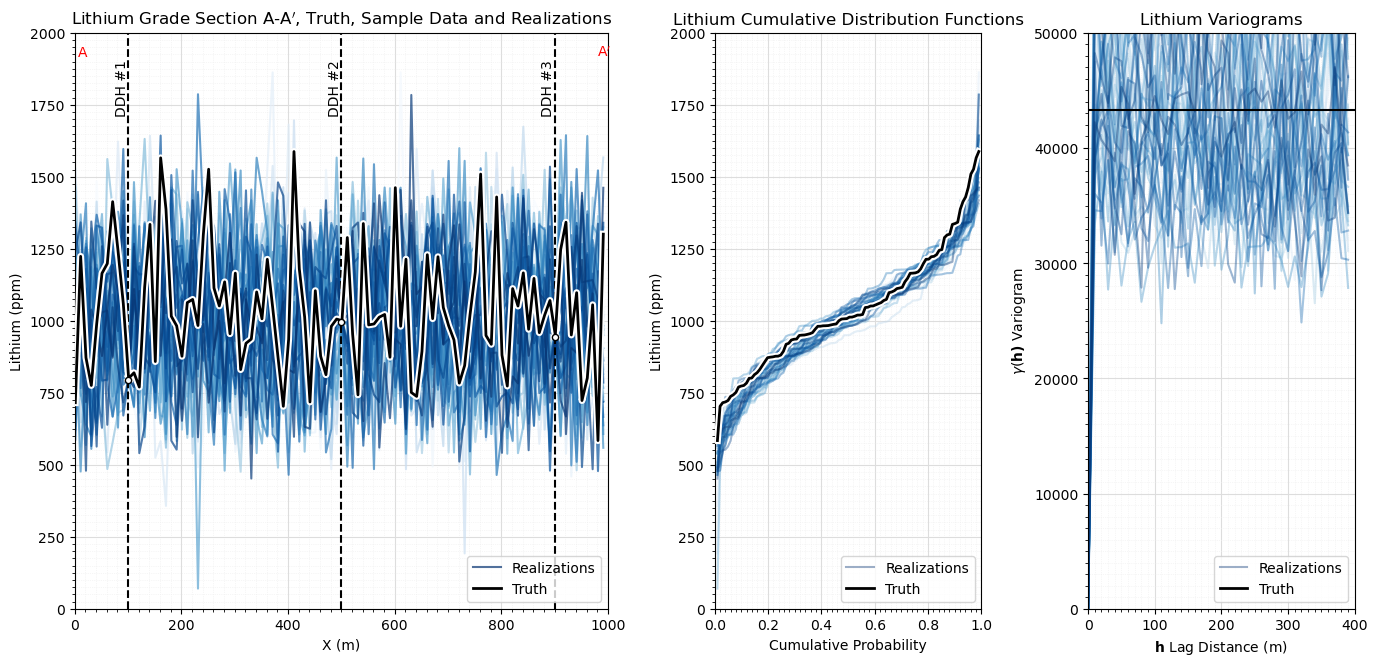 Lithium Grade Section A-A′, Truth, Sample Data and Realizations
A
A
DDH #1
DDH #2
DDH #3
2000
1750
1500
1250
1000
750
500
250
0
Lithium (ppm)
0
200
400
600
800
1000
X (m)
Realizations
Truth
Lithium Cumulative Distribution Functions
2000
1750
1500
1250
1000
750
500
250
0
Lithium (ppm)
0.0
0.2
0.4
0.6
0.8
1.0
Cumulative Probability
Realizations
Truth
Lithium Variograms
50000
40000
30000
20000
10000
0
γ(h) Variogram
0
100
200
300
400
h Lag Distance (m)
Realizations
Truth